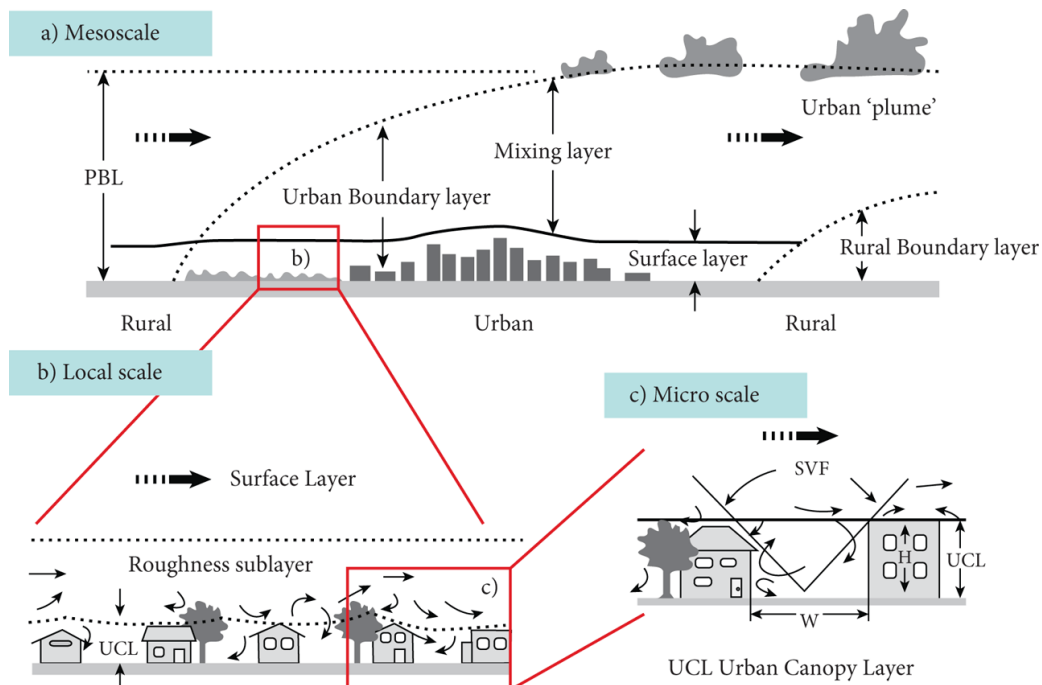 a) Mesoscale
Urban ‘plume’
Mixing layer
PBL
Urban Boundary layer
b)
Surface layer
Rural Boundary layer
Rural
Urban
Rural
b) Local scale
c) Micro scale
SVF
Surface Layer
Roughness sublayer
c)
H
UCL
UCL
W
UCL Urban Canopy Layer